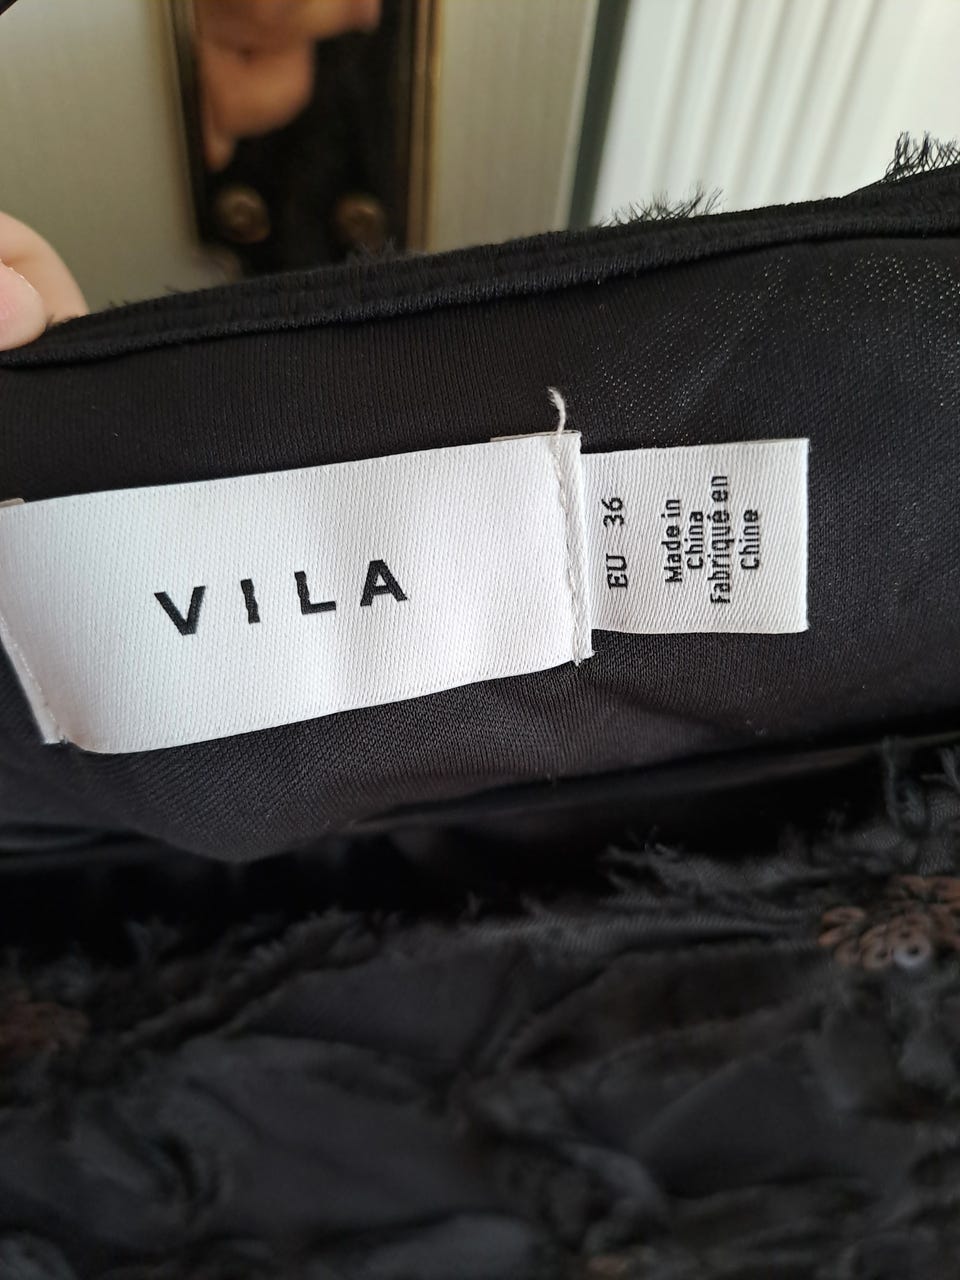 VILA
EU 36
Made in
China
Fabriqué en
Chine